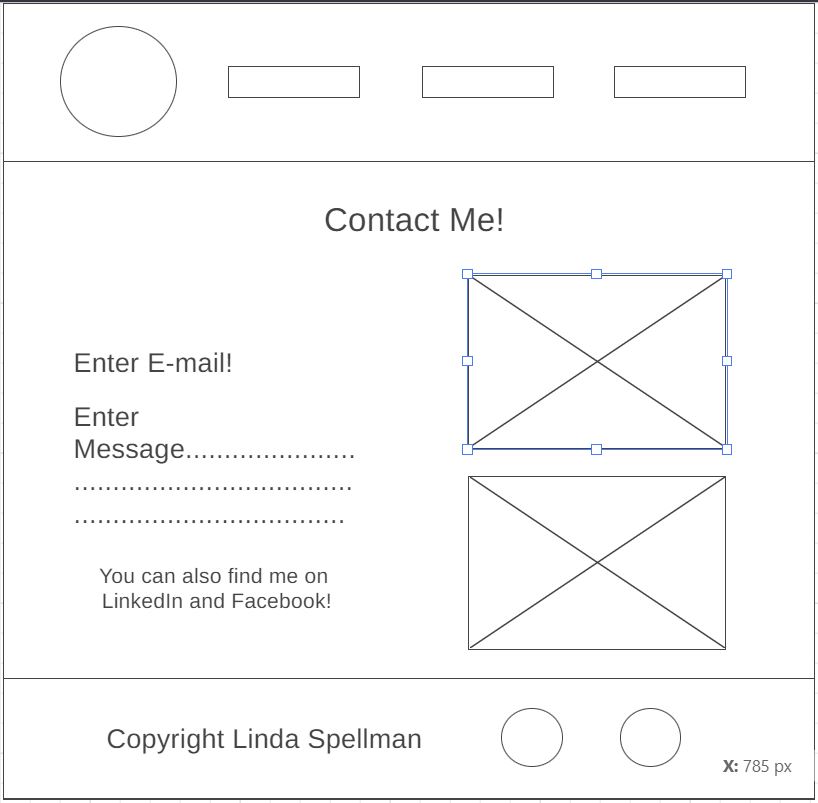 Contact Me!
Enter E-mail!
Enter
Message......................
....................................
...................................
You can also find me on
LinkedIn and Facebook!
Copyright Linda Spellman
X: 785 px